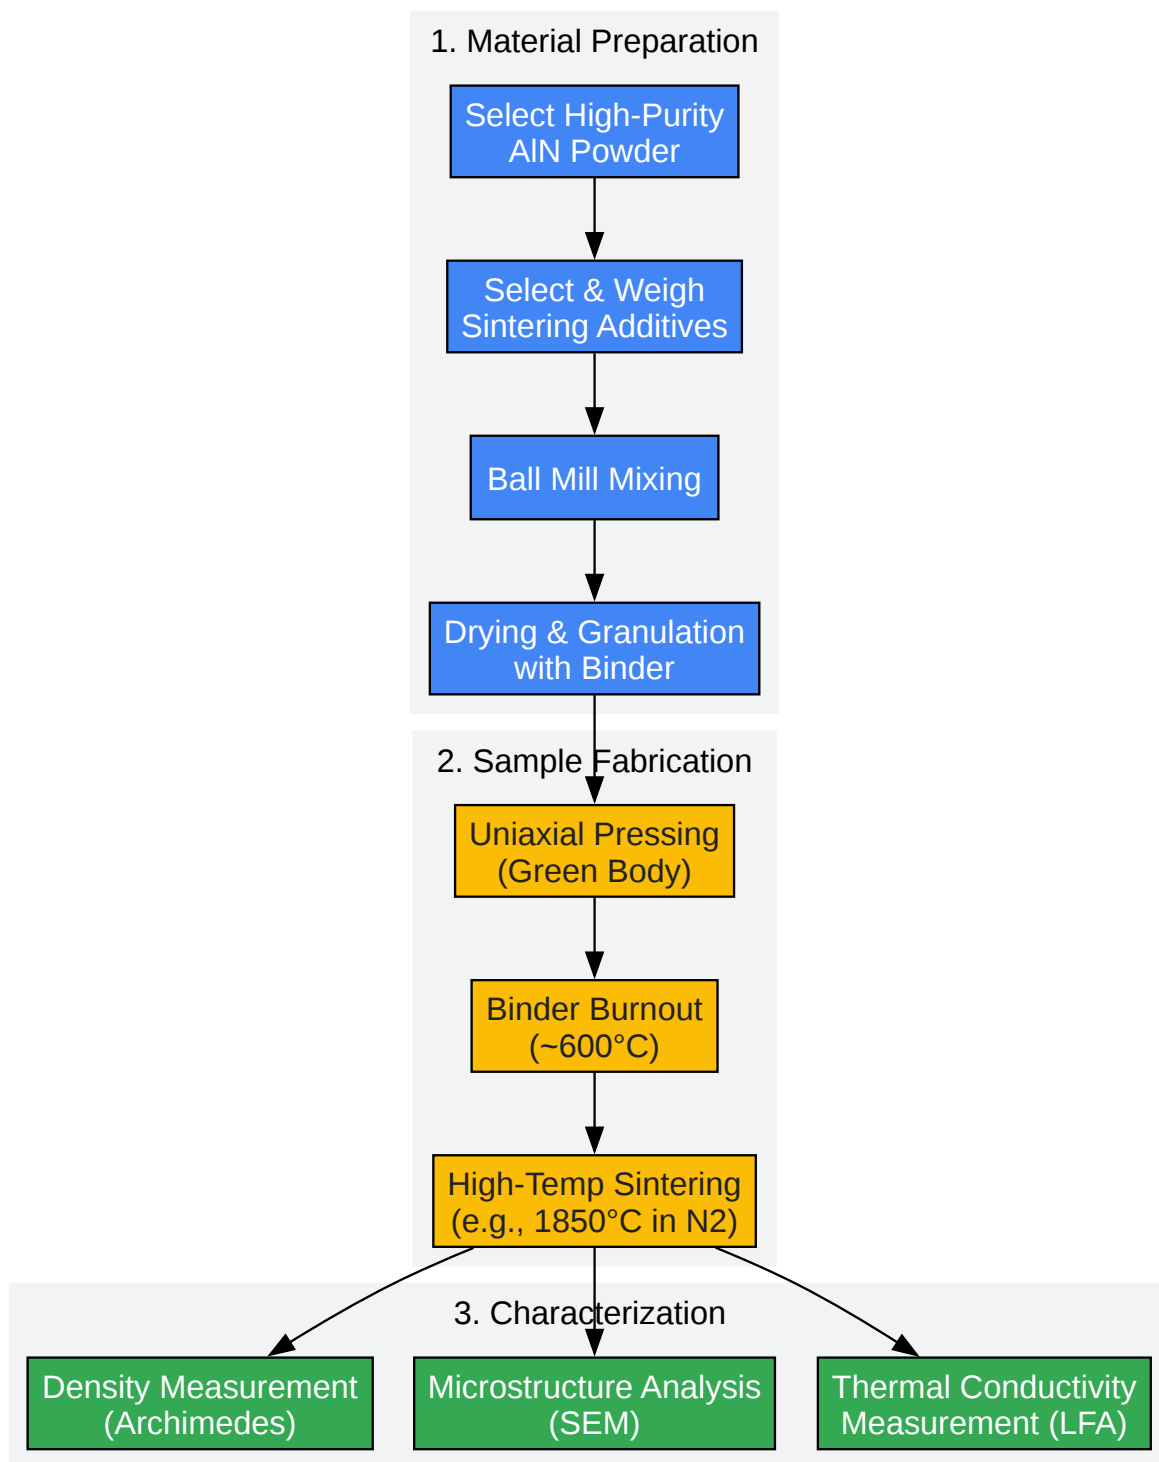 1. Material Preparation
Select High-Purity
AlN Powder
Select & Weigh
Sintering Additives
Ball Mill Mixing
Drying & Granulation
with Binder
2. Sample Fabrication
Uniaxial Pressing
(Green Body)
Binder Burnout
(~600°C)
High-Temp Sintering
(e.g., 1850°C in N2)
3. Characterization
Density Measurement
(Archimedes)
Microstructure Analysis
(SEM)
Thermal Conductivity
Measurement (LFA)